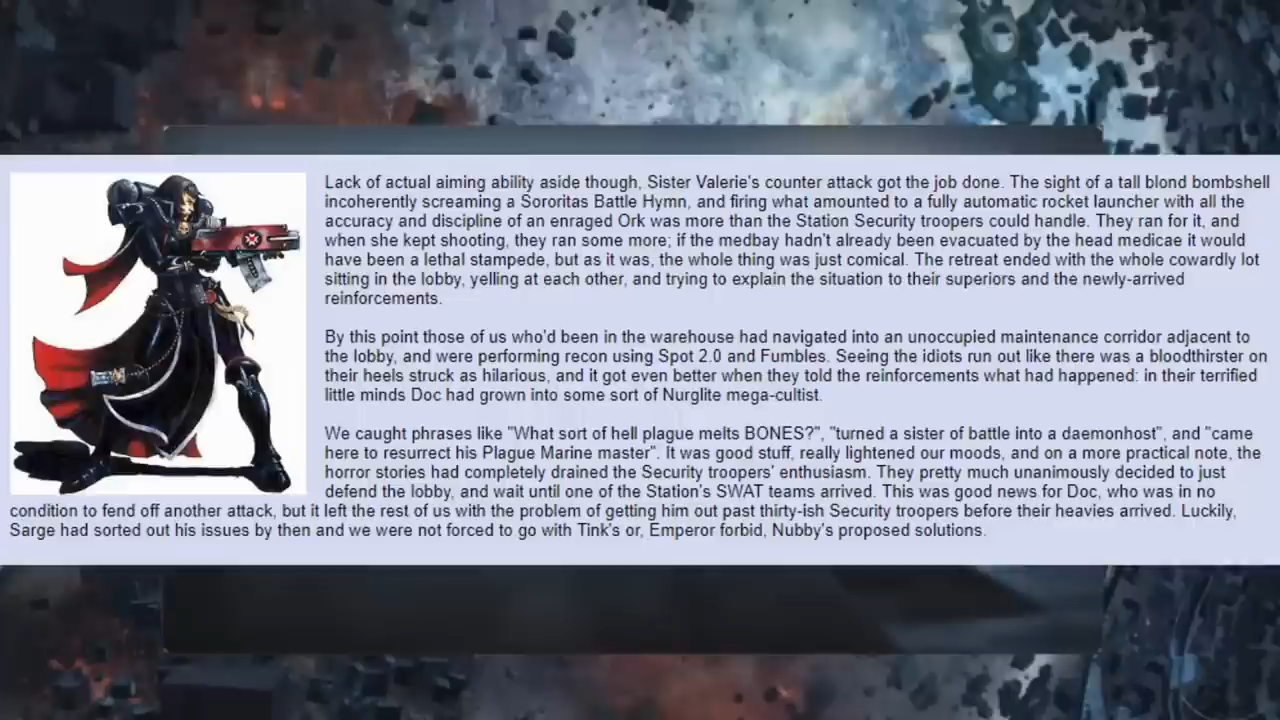 Lack of actual aiming ability aside though, Sister Valerie's counter attack got the job done. The sight of a tall blond bombshell
incoherently screaming a Sororitas Battle Hymn, and firing what amounted to a fully automatic rocket launcher with all the
accuracy and discipline of an enraged Ork was more than the Station Security troopers could handle. They ran for it, and
when she kept shooting, they ran some more; if the medbay hadn't already been evacuated by the head medicae it would
have been a lethal stampede, but as it was, the whole thing was just comical. The retreat ended with the whole cowardly lot
sitting in the lobby, yelling at each other, and trying to explain the situation to their superiors and the newly-arrived
reinforcements.
By this point those of us who'd been in the warehouse had navigated into an unoccupied maintenance corridor adjacent to
the lobby, and were performing recon using Spot 2.0 and Fumbles. Seeing the idiots run out like there was a bloodthirster on
their heels struck as hilarious, and it got even better when they told the reinforcements what had happened: in their terrified
little minds Doc had grown into some sort of Nurglite mega-cultist.
We caught phrases like "What sort of hell plague melts BONES?", "turned a sister of battle into a daemonhost", and "came
here to resurrect his Plague Marine master". It was good stuff, really lightened our moods, and on a more practical note, the
horror stories had completely drained the Security troopers' enthusiasm. They pretty much unanimously decided to just
defend the lobby, and wait until one of the Station's SWAT teams arrived. This was good news for Doc, who was in no
condition to fend off another attack, but it left the rest of us with the problem of getting him out past thirty-ish Security troopers before their heavies arrived. Luckily,
Sarge had sorted out his issues by then and we were not forced to go with Tink's or, Emperor forbid, Nubby's proposed solutions.